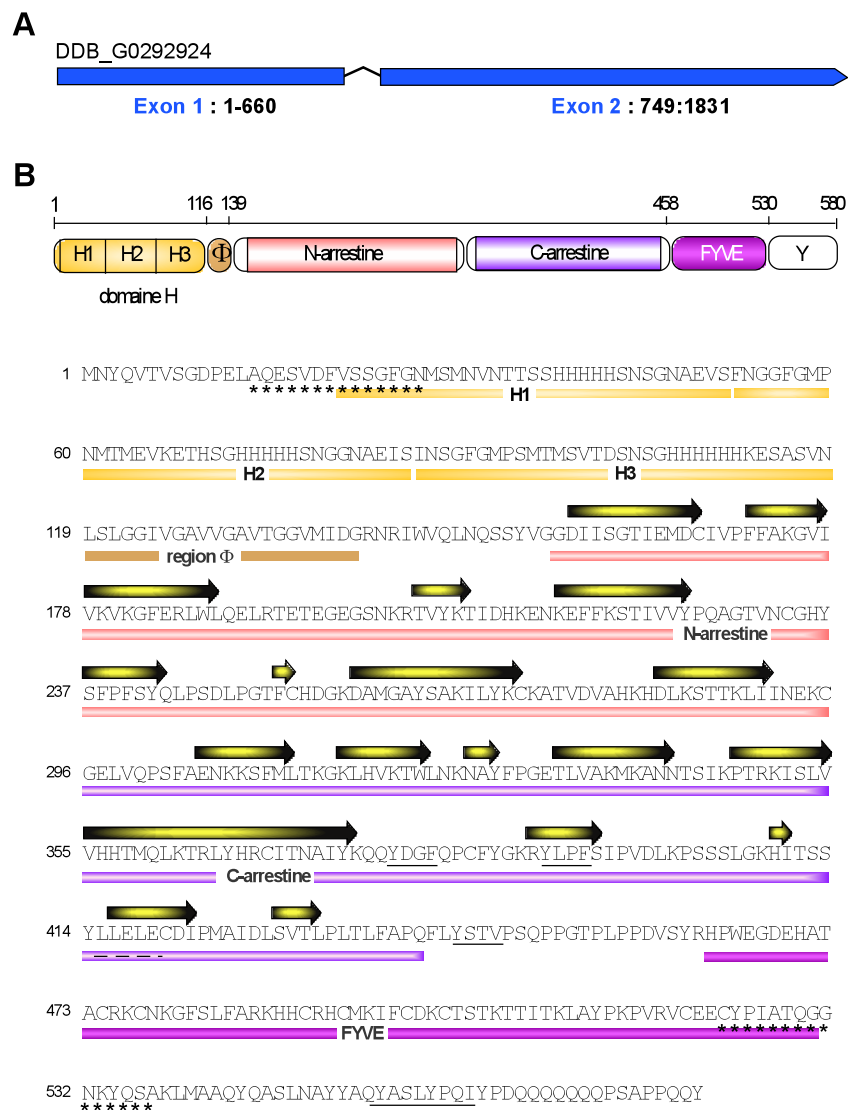 A
DDB_G0292924
Exon 1 : 1-660 Exon 2 : 749:1831
B
1 116 139 458 530 580
H1 H2 H3 Φ N-arrestine C-arrestine FYVE Y
domaine H
1 MNYQVTVSGDPELAQESVDFVSSGFGNMSMNVNTTSSHHHHHSNSGNAEVSFNGGFGMP
***************
H1
60 NMTMEVKETHSGHHHHHSNGGNAEISINSGFGMPSMTMSVTDSNSGHHHHHHKESASVN
H2 H3
119 LSLGGIVGAVVGAVTGGVMIDGRNRIWVQLNQSSYVGGDIISGTIEMDCIVPFFAKGVI
region Φ
178 VKVKGFERLWLQELRTETEGEGSNKRTVYKTIDHKENKEFFKSTIVVYPQAGTVNCGHY
N-arrestine
237 SFPFSYQLPSDLPGTFCHDGKDAMGAYSAKILYKCKATVDVAHKHDLKSTTKLIINEKC
296 GELVQPSFAENKKSFMLTKGKLHVKTWLNKNAYFPGETLVAKMKANNTSIKPTRKISLV
355 VHHTMQLKTRLYHRCITNAIYKQQYDGFQPCFYGKRYLPFSIPVDLKPSSSLGKHITSS
C-arrestine
414 YLLELECDIPMAIDLSVTLPLTLFAPQFLYSTVPSQPPGTPLPPDVSYRHPWEGDEHAT
473 ACRKCNKGFSLFARKHHCRHCMKIFCDKCTSTKTTITKLAYPKPVRVCEECYPIATQGG
FYVE *********
532 NKYQSAKLMAAQYQASLNAYYAQYASLYPQIYPDQQQQQQQPSAPPQQY
******